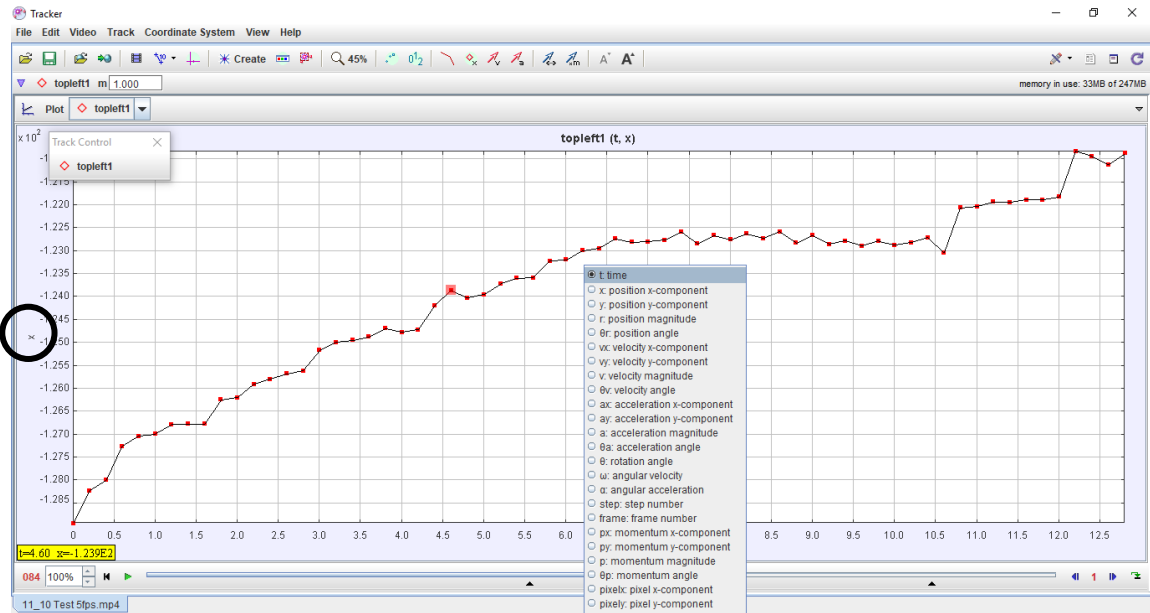 Tracker
File Edit Video Track Coordinate System View Help
Create 45%
topleft1 m 1.000 memory in use: 33MB of 247MB
Plot topleft1
x 10^2
topleft1 (t, x)
Track Control
topleft1
-1.215
-1.220
-1.225
-1.230
-1.235
-1.240
-1.245
x
-1.250
-1.255
-1.260
-1.265
-1.270
-1.275
-1.280
-1.285
0 0.5 1.0 1.5 2.0 2.5 3.0 3.5 4.0 4.5 5.0 5.5 6.0 8.5 9.0 9.5 10.0 10.5 11.0 11.5 12.0 12.5
t: time
x: position x-component
y: position y-component
r: position magnitude
θr: position angle
vx: velocity x-component
vy: velocity y-component
v: velocity magnitude
θv: velocity angle
ax: acceleration x-component
ay: acceleration y-component
a: acceleration magnitude
θa: acceleration angle
θ: rotation angle
ω: angular velocity
α: angular acceleration
step: step number
frame: frame number
px: momentum x-component
py: momentum y-component
p: momentum magnitude
θp: momentum angle
pixelx: pixel x-component
pixely: pixel y-component
t=4.60 x=-1.239E2
084 100% 1
11_10 Test 5fps.mp4